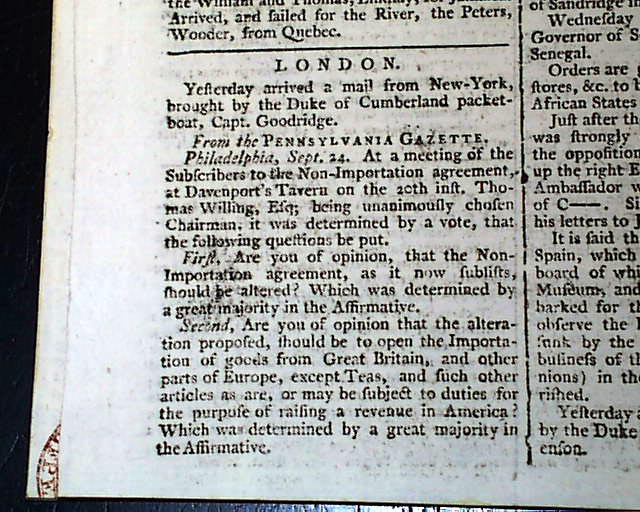 the William and Thomas,
Arrived, and ſailed for the River, the Peters,
Wooder, from Quebec.
LONDON.
Yeſterday arrived a mail from New-York,
brought by the Duke of Cumberland packet-
boat, Capt. Goodridge.
From the PENNSYLVANIA GAZETTE.
Philadelphia, Sept. 24. At a meeting of the
Subſcribers to the Non-Importation agreement,
at Davenport's Tavern on the 20th inſt. Tho-
mas Willing, Eſq; being unanimouſly choſen
Chairman; it was determined by a vote, that
the following queſtions be put.
Firſt, Are you of opinion, that the Non-
Importation agreement, as it now ſubſiſts,
ſhould be altered? Which was determined by
a great majority in the Affirmative.
Second, Are you of opinion that the altera-
tion propoſed, ſhould be to open the Importa-
tion of goods from Great Britain, and other
parts of Europe, except Teas, and ſuch other
articles as are, or may be ſubject to duties for
the purpoſe of raiſing a revenue in America?
Which was determined by a great majority in
the Affirmative.
of Sandridge in
Wedneſday
Governor of
Senegal.
Orders are
ſtores, &c. to
African States
Juſt after th
was ſtrongly
the oppoſition
up the right E
Ambaſſador w
of C——. Si
his letters to
It is ſaid th
Spain, which
board of whi
Muſeum, and
barked for th
obſerve the
ſunk by the
buſineſs of th
nions) in the
riſhed.
Yeſterday a
by the Duke
enſon.